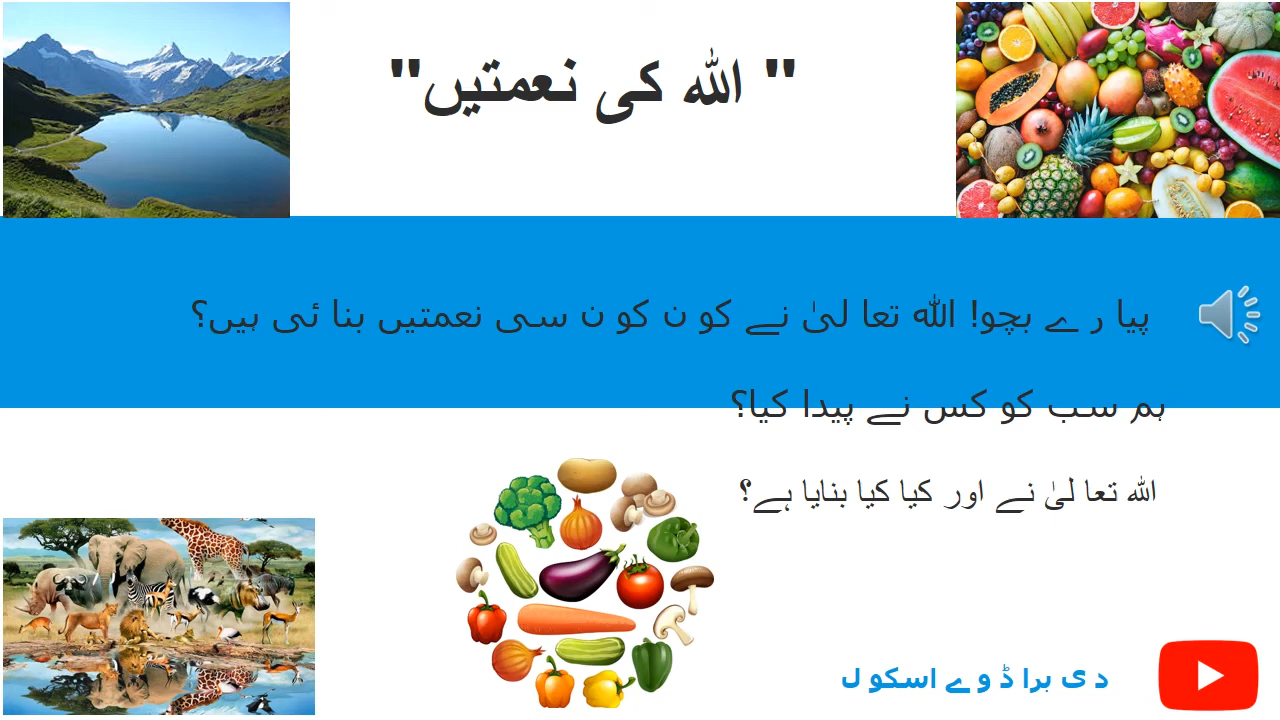 " اللہ کی نعمتیں"
پیا ر ے بچو! اللہ تعا لیٰ نے کو ن کو ن سی نعمتیں بنا ئی ہیں؟
ہم سب کو کس نے پیدا کیا؟
اللہ تعا لیٰ نے اور کیا کیا بنایا ہے؟
د ی برا ڈ و ے اسکو ل